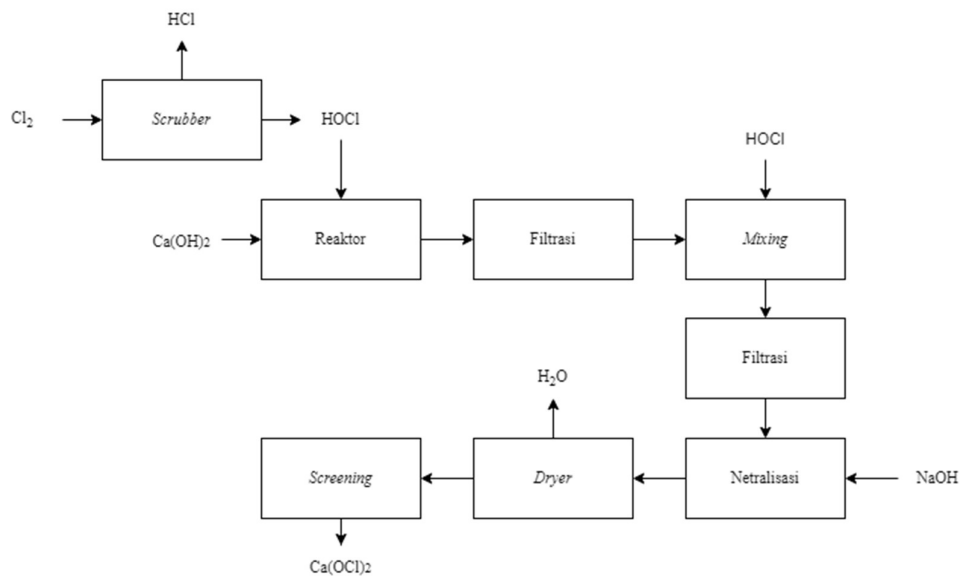 HCl
Cl₂
Scrubber
HOCl
HOCl
Ca(OH)₂
Reaktor
Filtrasi
Mixing
Filtrasi
H₂O
Screening
Dryer
Netralisasi
NaOH
Ca(OCl)₂